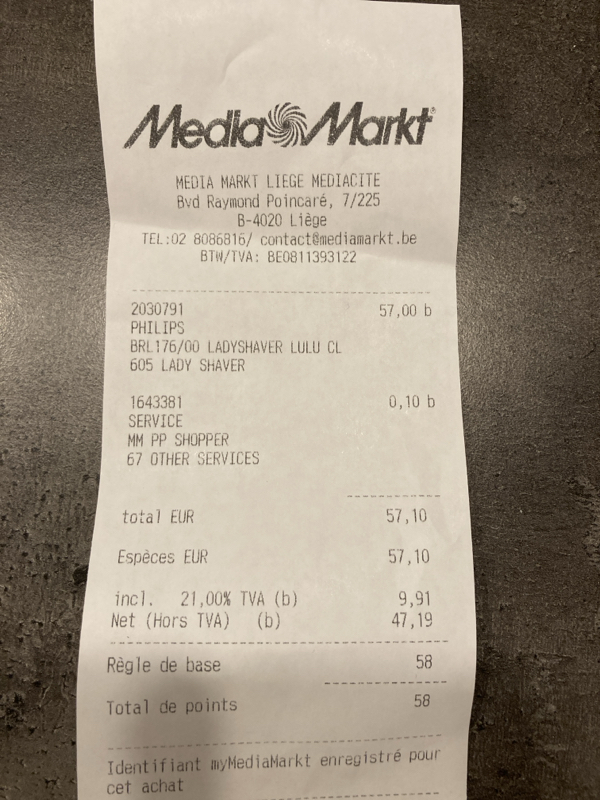 Media Markt
MEDIA MARKT LIEGE MEDIACITE
Bvd Raymond Poincaré, 7/225
B-4020 Liège
TEL:02 8086816/ contact@mediamarkt.be
BTW/TVA: BE0811393122
2030791 57,00 b
PHILIPS
BRL176/00 LADYSHAVER LULU CL
605 LADY SHAVER
1643381 0,10 b
SERVICE
MM PP SHOPPER
67 OTHER SERVICES
total EUR 57,10
Espèces EUR 57,10
incl. 21,00% TVA (b) 9,91
Net (Hors TVA) (b) 47,19
Règle de base 58
Total de points 58
Identifiant myMediaMarkt enregistré pour
cet achat